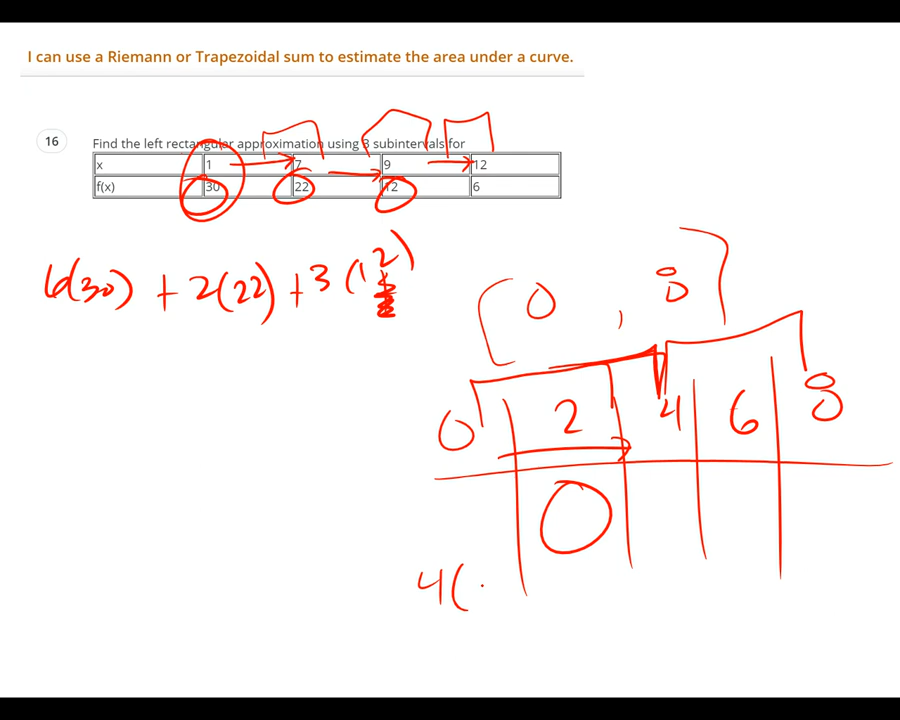 I can use a Riemann or Trapezoidal sum to estimate the area under a curve.
16 Find the left rectangular approximation using 3 subintervals for
x 1 7 9 12
f(x) 30 22 12 6
6(30) + 2(22) + 3(12)
[0, 8]
0 2 4 6 8
4(